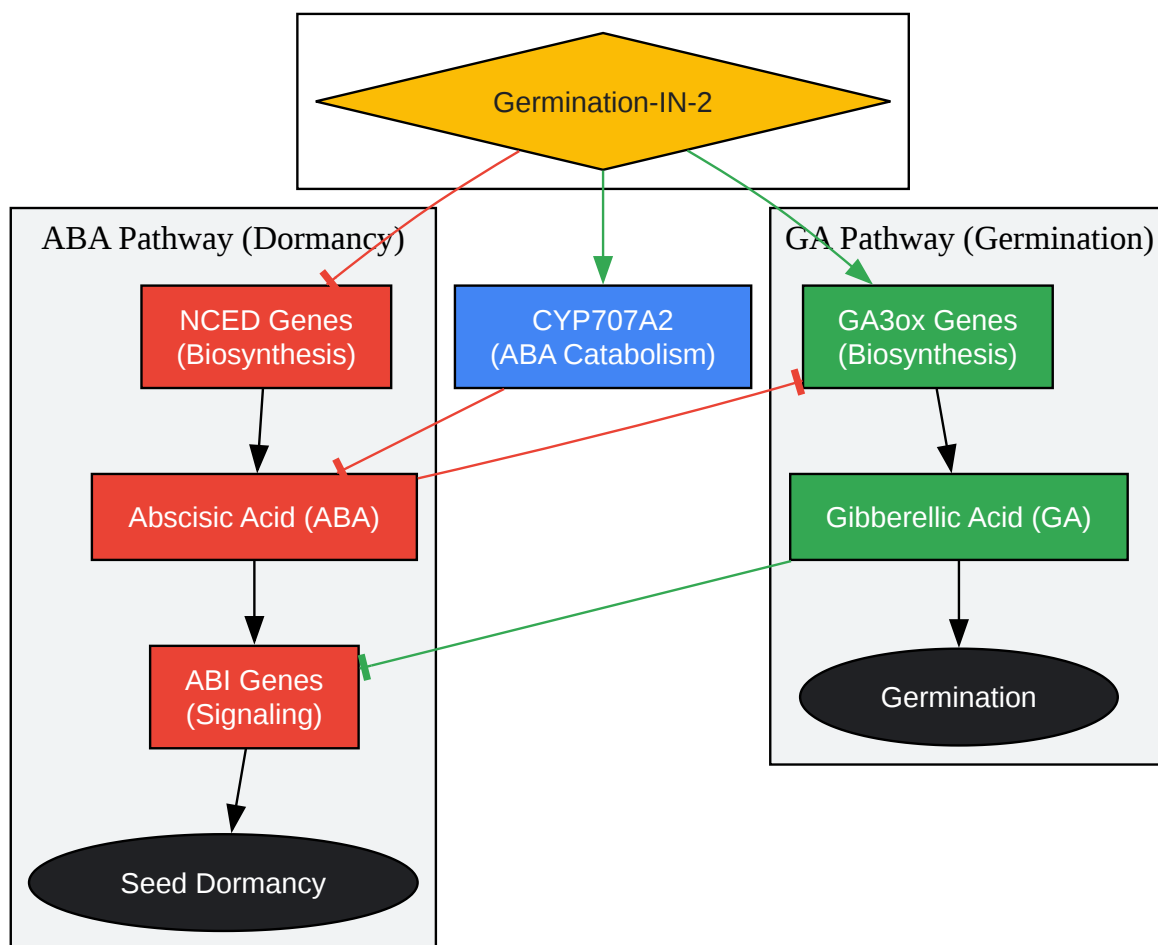 Germination-IN-2
ABA Pathway (Dormancy)
GA Pathway (Germination)
NCED Genes
(Biosynthesis)
CYP707A2
(ABA Catabolism)
GA3ox Genes
(Biosynthesis)
Abscisic Acid (ABA)
Gibberellic Acid (GA)
ABI Genes
(Signaling)
Germination
Seed Dormancy